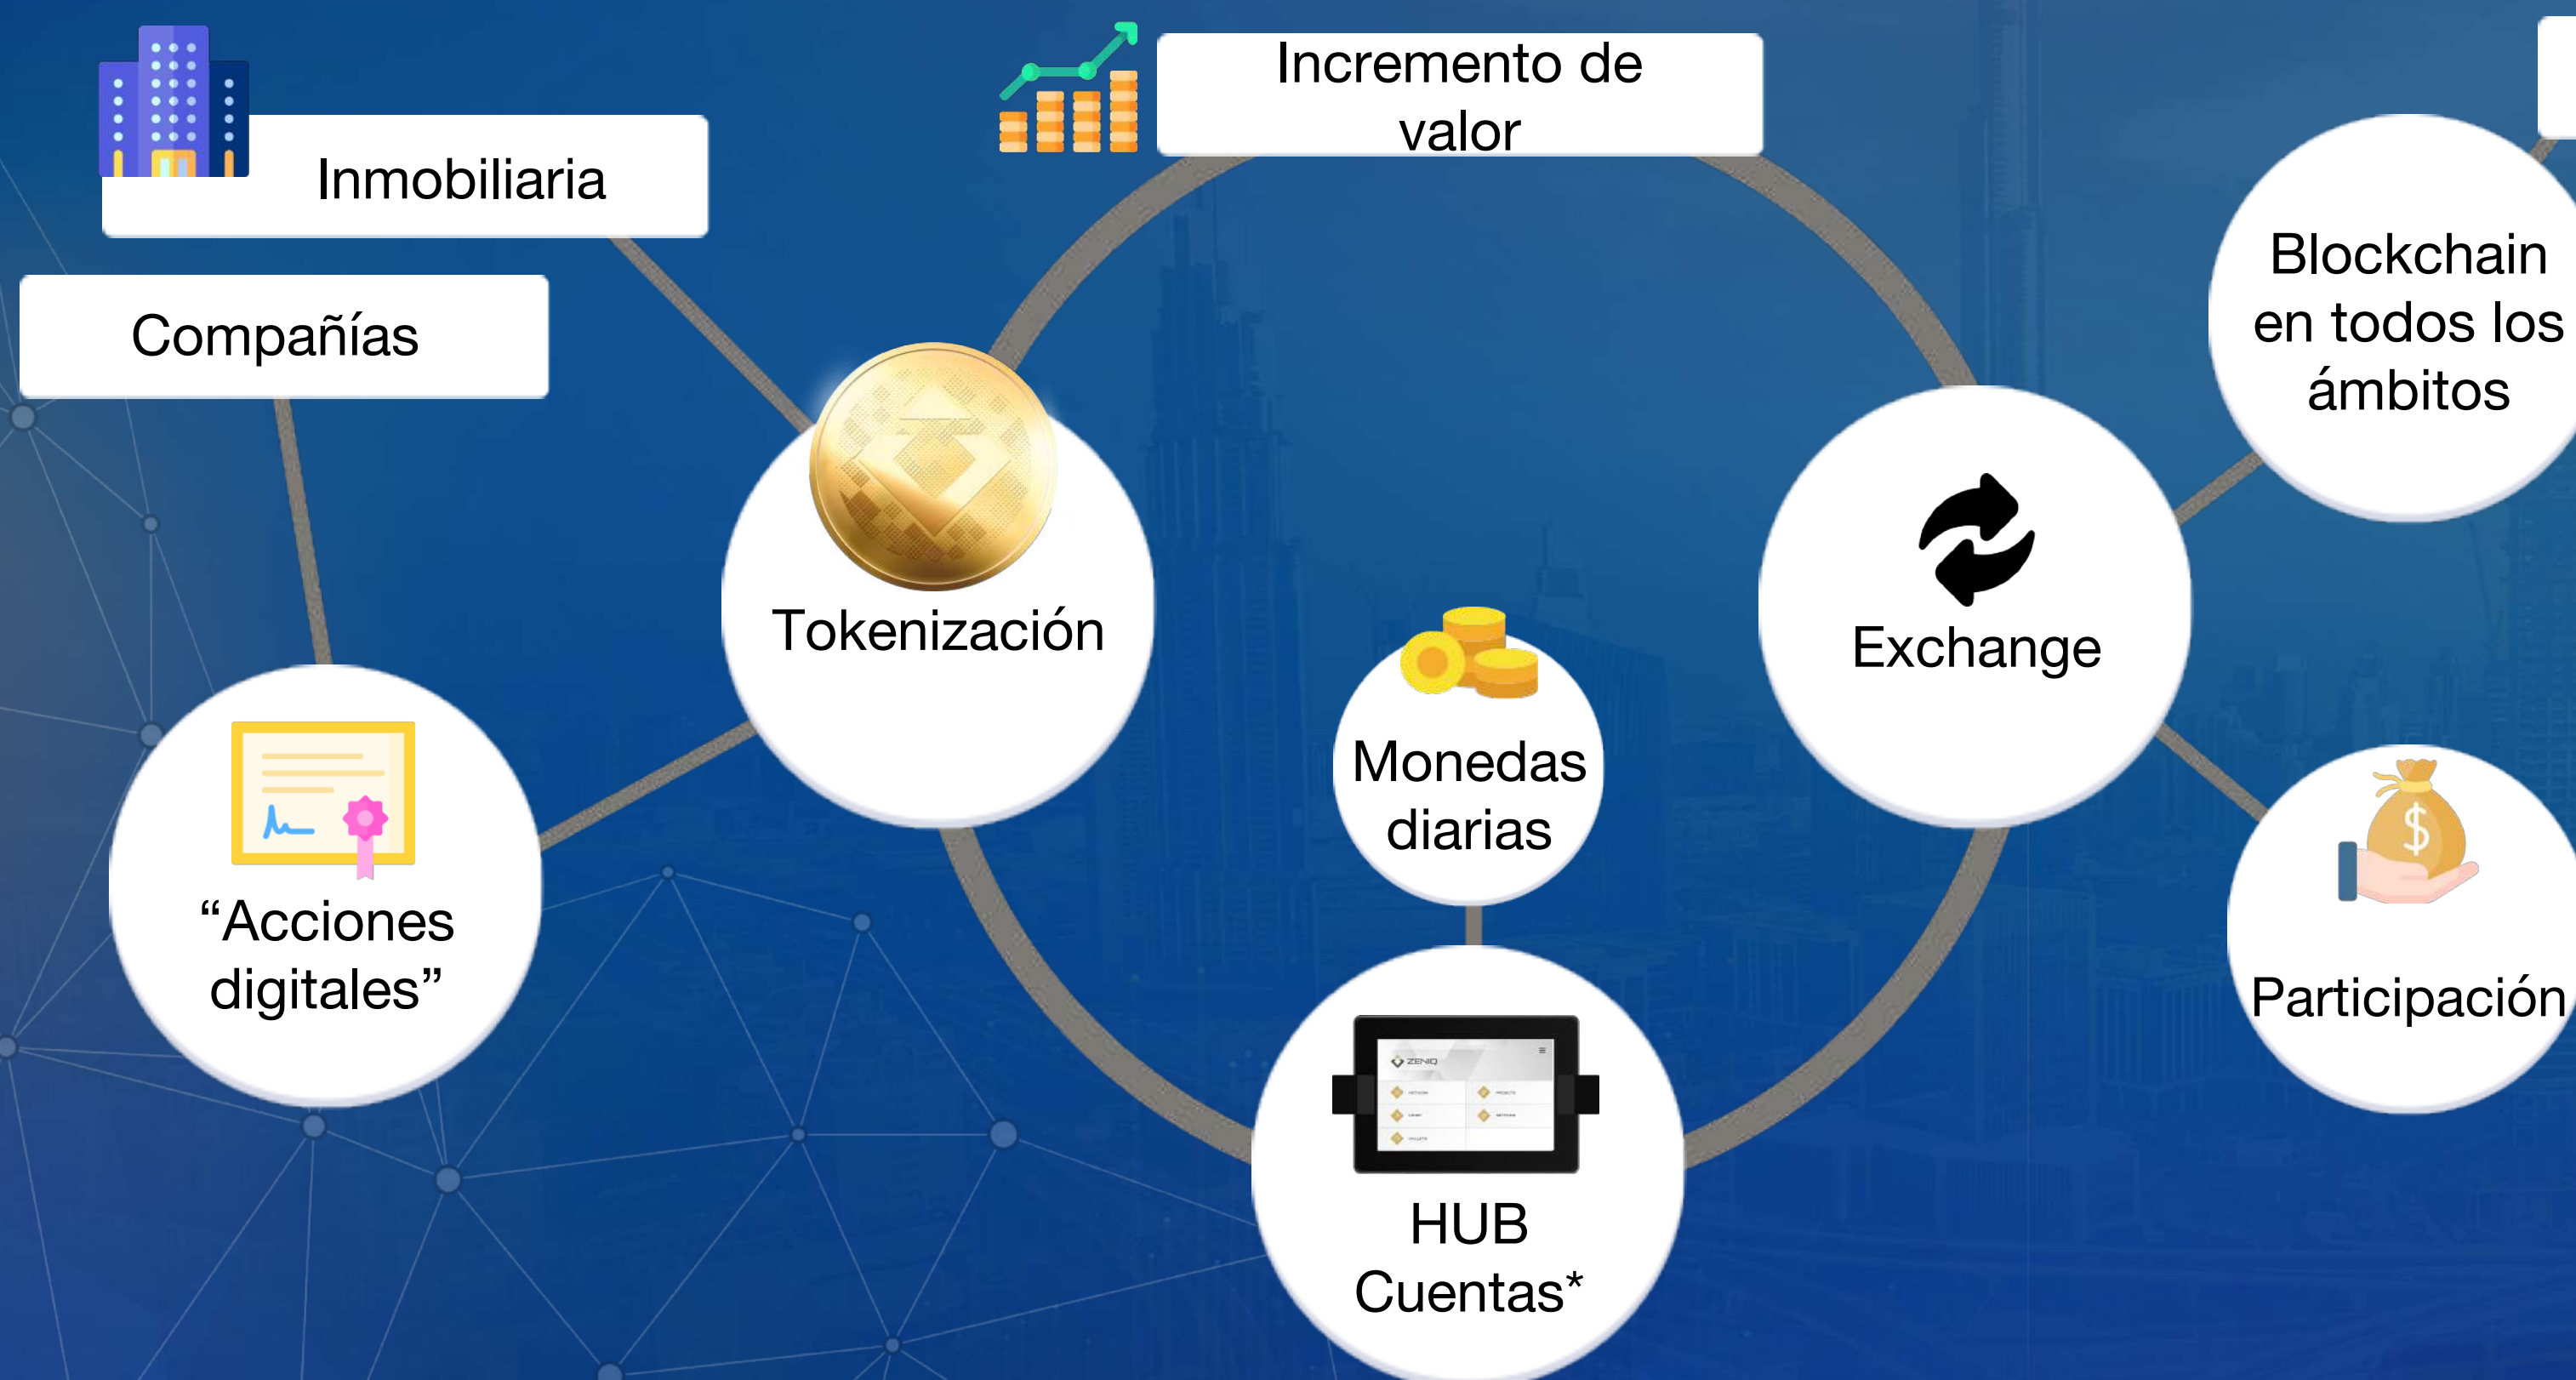 Incremento de
valor
Inmobiliaria
Compañías
Blockchain
en todos los
ámbitos
Tokenización
Exchange
Monedas
diarias
“Acciones
digitales”
Participación
ZENIQ
HUB
Cuentas*